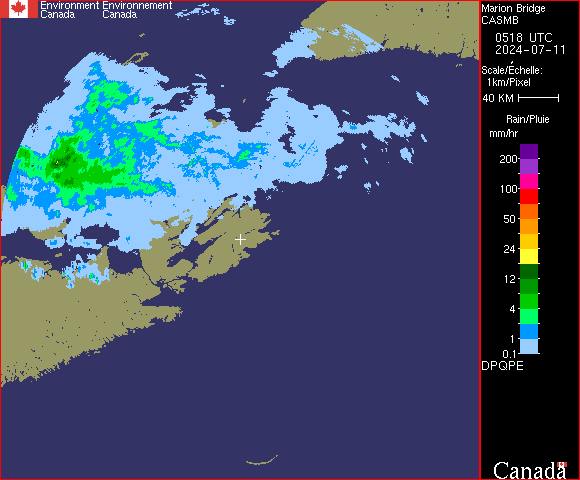 Environment Environnement
Canada Canada
Marion Bridge
CASMB
0518 UTC
2024-07-11
Scale/Échelle:
1km/Pixel
40 KM
Rain/Pluie
mm/hr
200
100
50
24
12
4
1
0.1
DPQPE
Canada